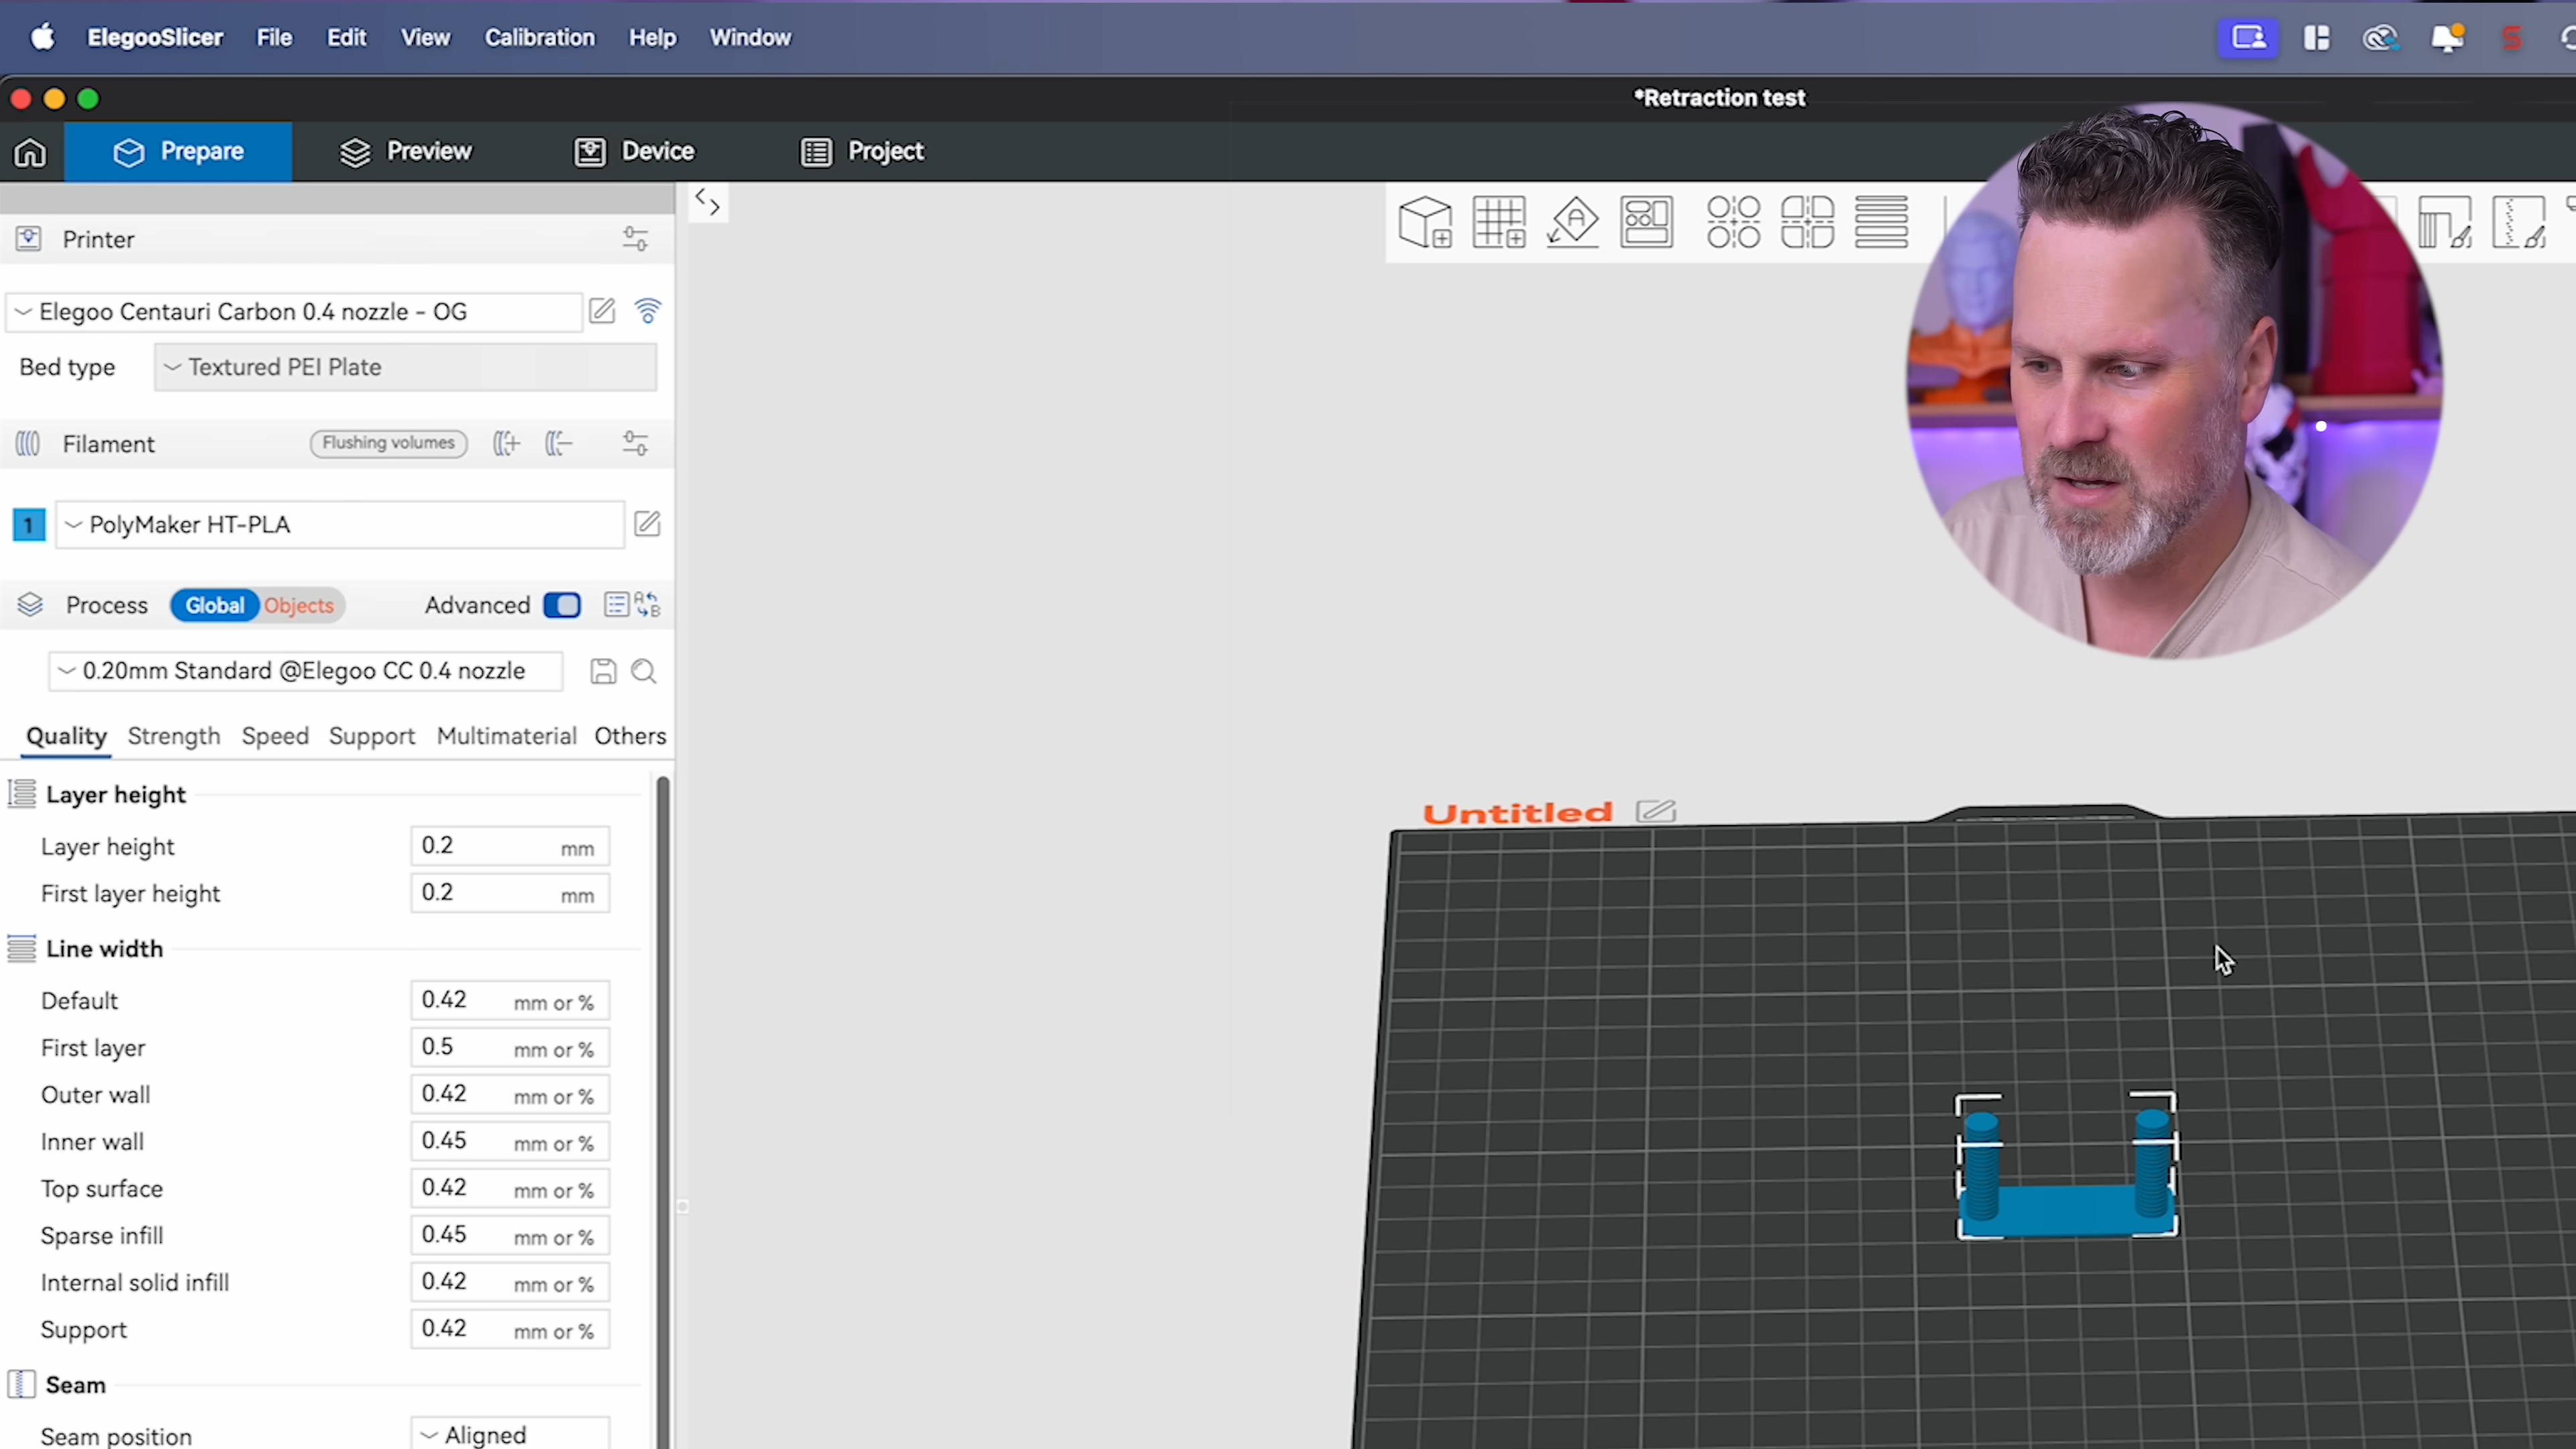 ElegooSlicer File Edit View Calibration Help Window
*Retraction test
Prepare Preview Device Project
Printer
Elegoo Centauri Carbon 0.4 nozzle - OG
Bed type Textured PEI Plate
Filament Flushing volumes
1 PolyMaker HT-PLA
Process Global Objects Advanced
0.20mm Standard @Elegoo CC 0.4 nozzle
Quality Strength Speed Support Multimaterial Others
Layer height
Layer height 0.2 mm
First layer height 0.2 mm
Line width
Default 0.42 mm or %
First layer 0.5 mm or %
Outer wall 0.42 mm or %
Inner wall 0.45 mm or %
Top surface 0.42 mm or %
Sparse infill 0.45 mm or %
Internal solid infill 0.42 mm or %
Support 0.42 mm or %
Seam
Seam position Aligned
Untitled